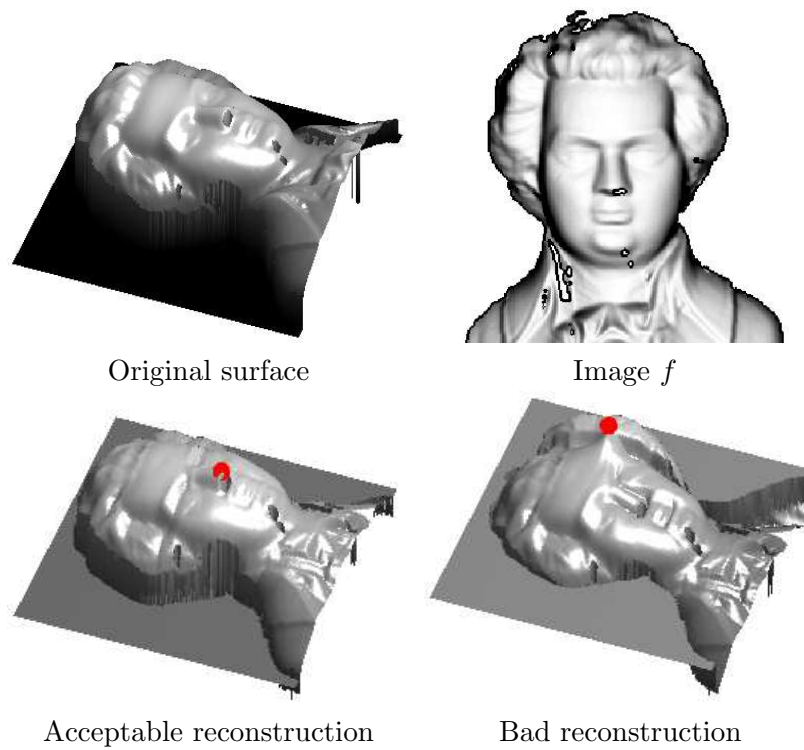 Original surface
Image f
Acceptable reconstruction
Bad reconstruction